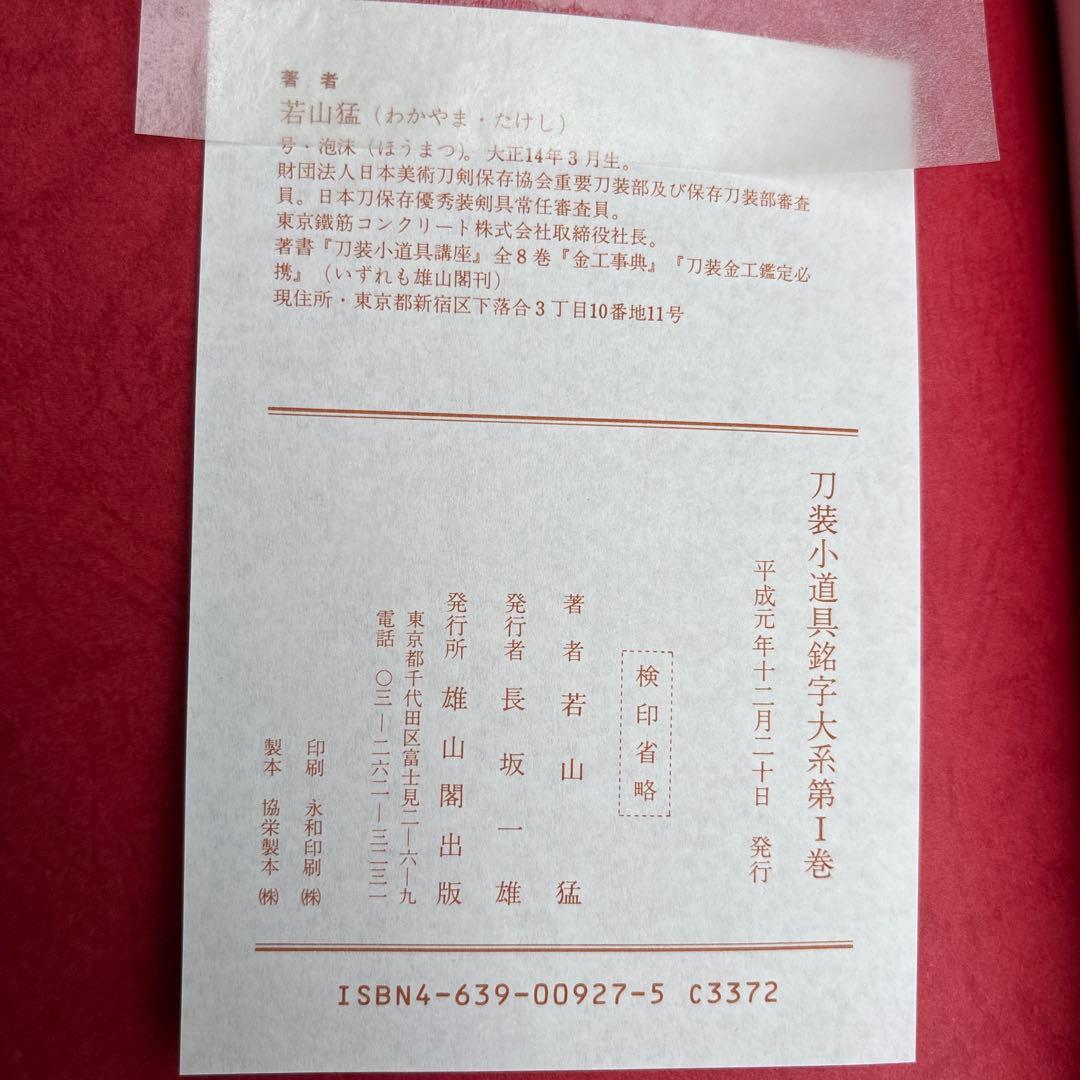 著者
若山猛（わかやま・たけし）
号・泡沫（ほうまつ）。大正14年3月生。
財団法人日本美術刀剣保存協会重要刀装部及び保存刀装部審査
員。日本刀保存優秀装剣具常任審査員。
東京鐵筋コンクリート株式会社取締役社長。
著書『刀装小道具講座』全8巻『金工事典』『刀装金工鑑定必
携』（いずれも雄山閣刊）
現住所・東京都新宿区下落合3丁目10番地11号
刀装小道具銘字大系第Ⅰ巻
平成元年十二月二十日　発行
検印省略
著者　若山　猛
発行者　長坂一雄
発行所　雄山閣出版
東京都千代田区富士見二―六―九
電話　〇三―二六二―三二三一
印刷　永和印刷㈱
製本　協栄製本㈱
ISBN4-639-00927-5 C3372